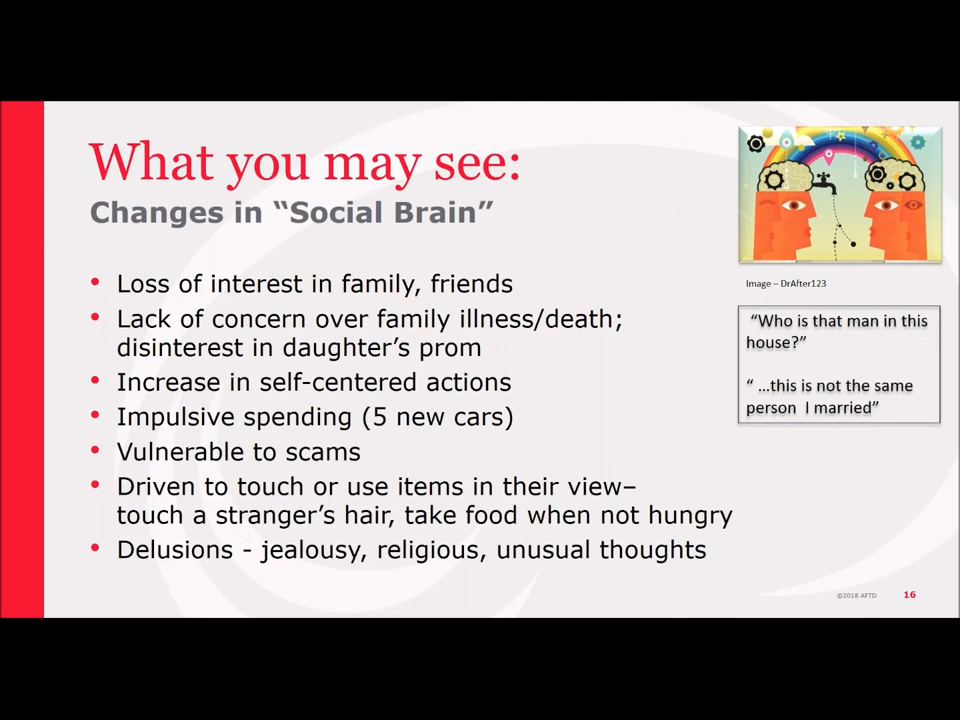 What you may see:
Changes in “Social Brain”
• Loss of interest in family, friends
• Lack of concern over family illness/death;
disinterest in daughter’s prom
• Increase in self-centered actions
• Impulsive spending (5 new cars)
• Vulnerable to scams
• Driven to touch or use items in their view–
touch a stranger’s hair, take food when not hungry
• Delusions - jealousy, religious, unusual thoughts
Image – DrAfter123
“Who is that man in this
house?”
“ …this is not the same
person I married”
©2018 AFTD
16